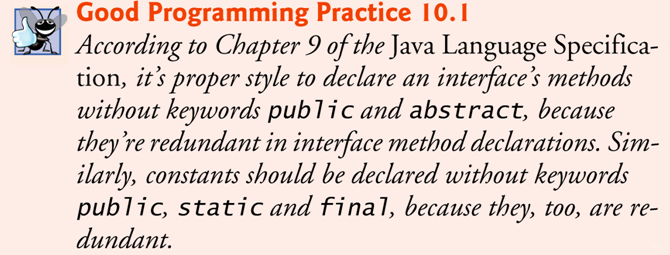 Good Programming Practice 10.1
According to Chapter 9 of the Java Language Specifica-
tion, it’s proper style to declare an interface’s methods
without keywords public and abstract, because
they’re redundant in interface method declarations. Sim-
ilarly, constants should be declared without keywords
public, static and final, because they, too, are re-
dundant.